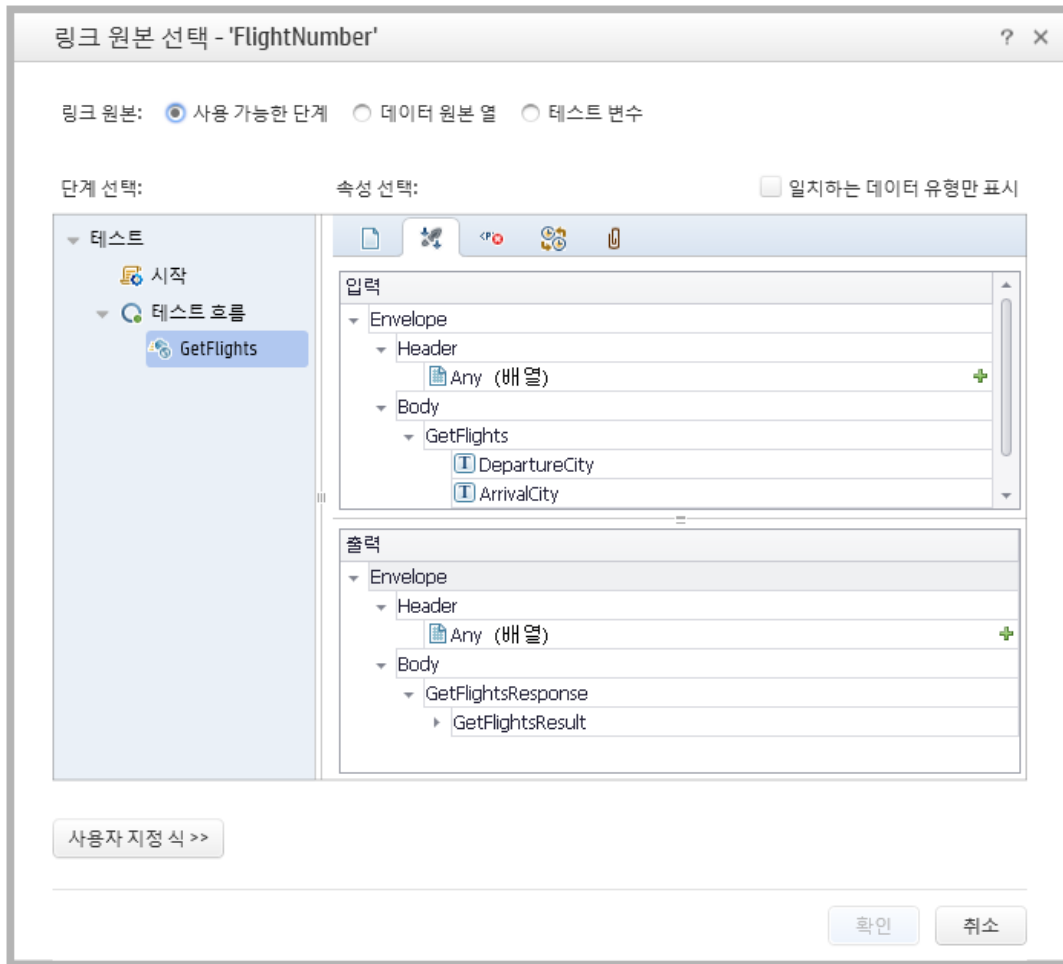 링크 원본 선택 - 'FlightNumber'
링크 원본: 사용 가능한 단계 데이터 원본 열 테스트 변수
단계 선택: 속성 선택: 일치하는 데이터 유형만 표시
테스트
시작
테스트 흐름
GetFlights
입력
Envelope
Header
Any (배열)
Body
GetFlights
DepartureCity
ArrivalCity
출력
Envelope
Header
Any (배열)
Body
GetFlightsResponse
GetFlightsResult
사용자 지정 식 >>
확인 취소